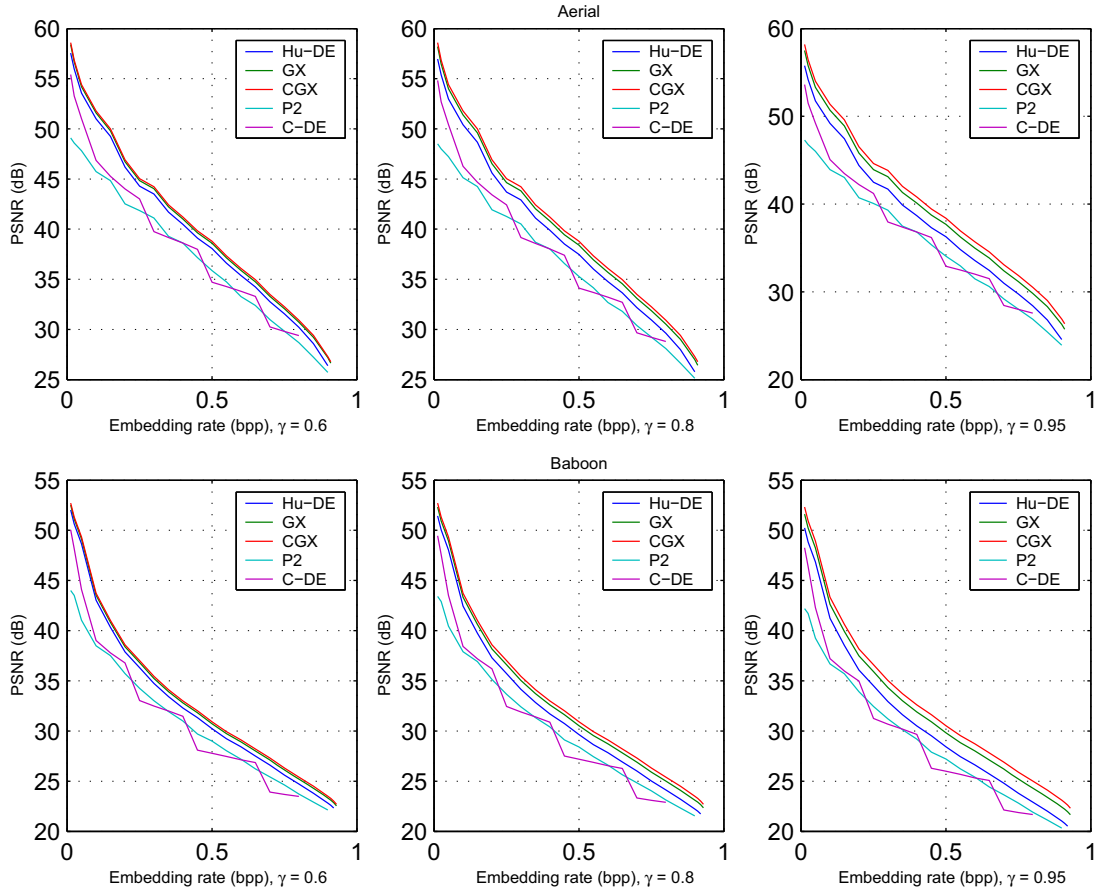 Aerial
60
55
50
45
40
35
30
25
PSNR (dB)
Hu−DE
GX
CGX
P2
C−DE
0
0.5
1
Embedding rate (bpp), γ = 0.6
60
55
50
45
40
35
30
25
PSNR (dB)
Hu−DE
GX
CGX
P2
C−DE
0
0.5
1
Embedding rate (bpp), γ = 0.8
60
50
40
30
20
PSNR (dB)
Hu−DE
GX
CGX
P2
C−DE
0
0.5
1
Embedding rate (bpp), γ = 0.95
Baboon
55
50
45
40
35
30
25
20
PSNR (dB)
Hu−DE
GX
CGX
P2
C−DE
0
0.5
1
Embedding rate (bpp), γ = 0.6
55
50
45
40
35
30
25
20
PSNR (dB)
Hu−DE
GX
CGX
P2
C−DE
0
0.5
1
Embedding rate (bpp), γ = 0.8
55
50
45
40
35
30
25
20
PSNR (dB)
Hu−DE
GX
CGX
P2
C−DE
0
0.5
1
Embedding rate (bpp), γ = 0.95